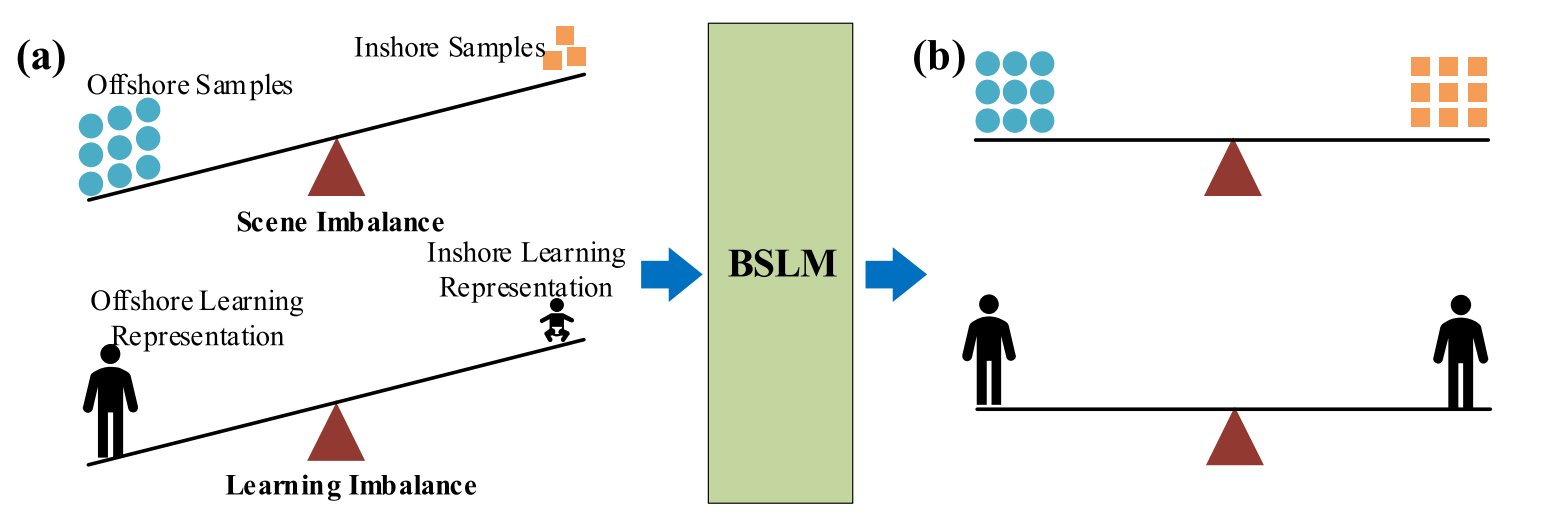 (a)
Inshore Samples
Offshore Samples
Scene Imbalance
Inshore Learning
Representation
Offshore Learning
Representation
Learning Imbalance
BSLM
(b)